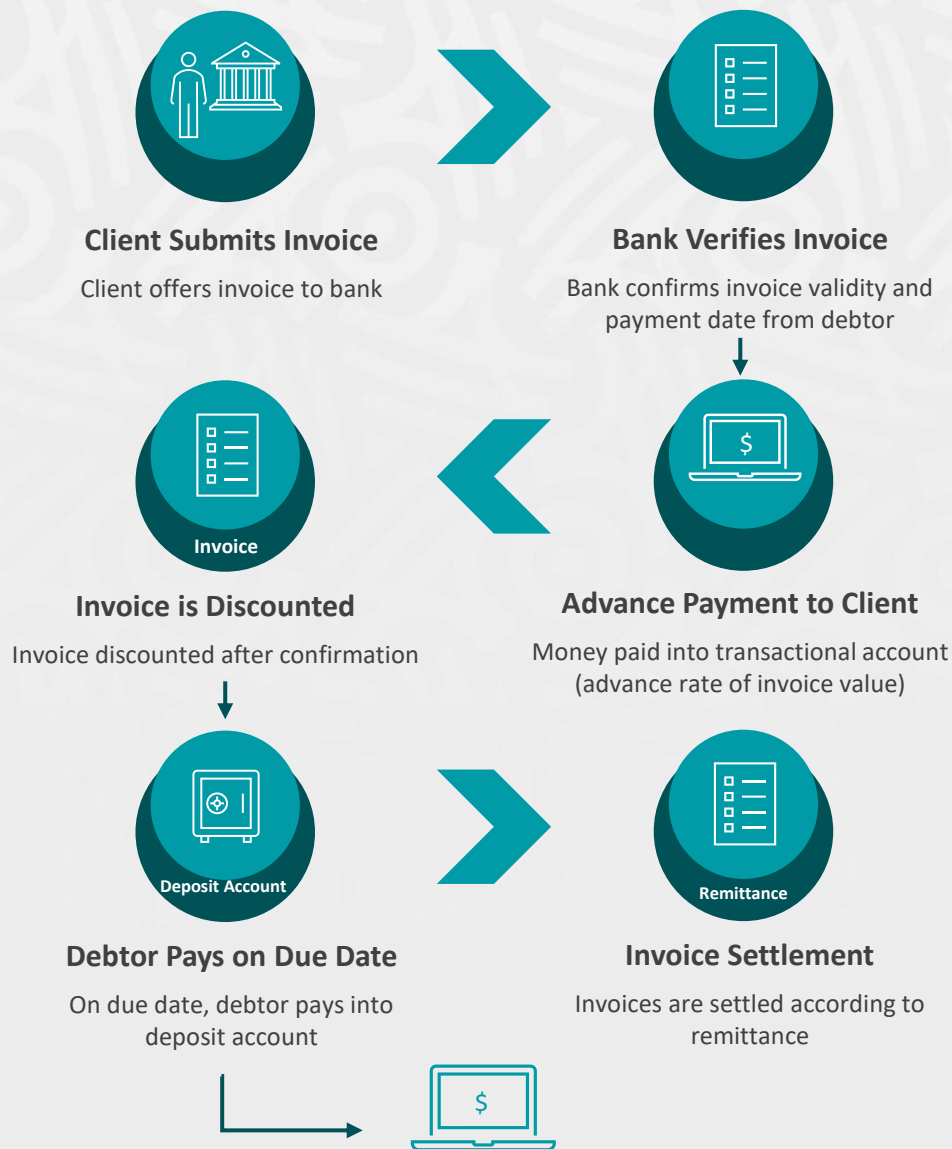 Client Submits Invoice
Client offers invoice to bank
Bank Verifies Invoice
Bank confirms invoice validity and
payment date from debtor
$
Advance Payment to Client
Money paid into transactional account
(advance rate of invoice value)
Invoice
Invoice is Discounted
Invoice discounted after confirmation
Deposit Account
Debtor Pays on Due Date
On due date, debtor pays into
deposit account
Remittance
Invoice Settlement
Invoices are settled according to
remittance
$